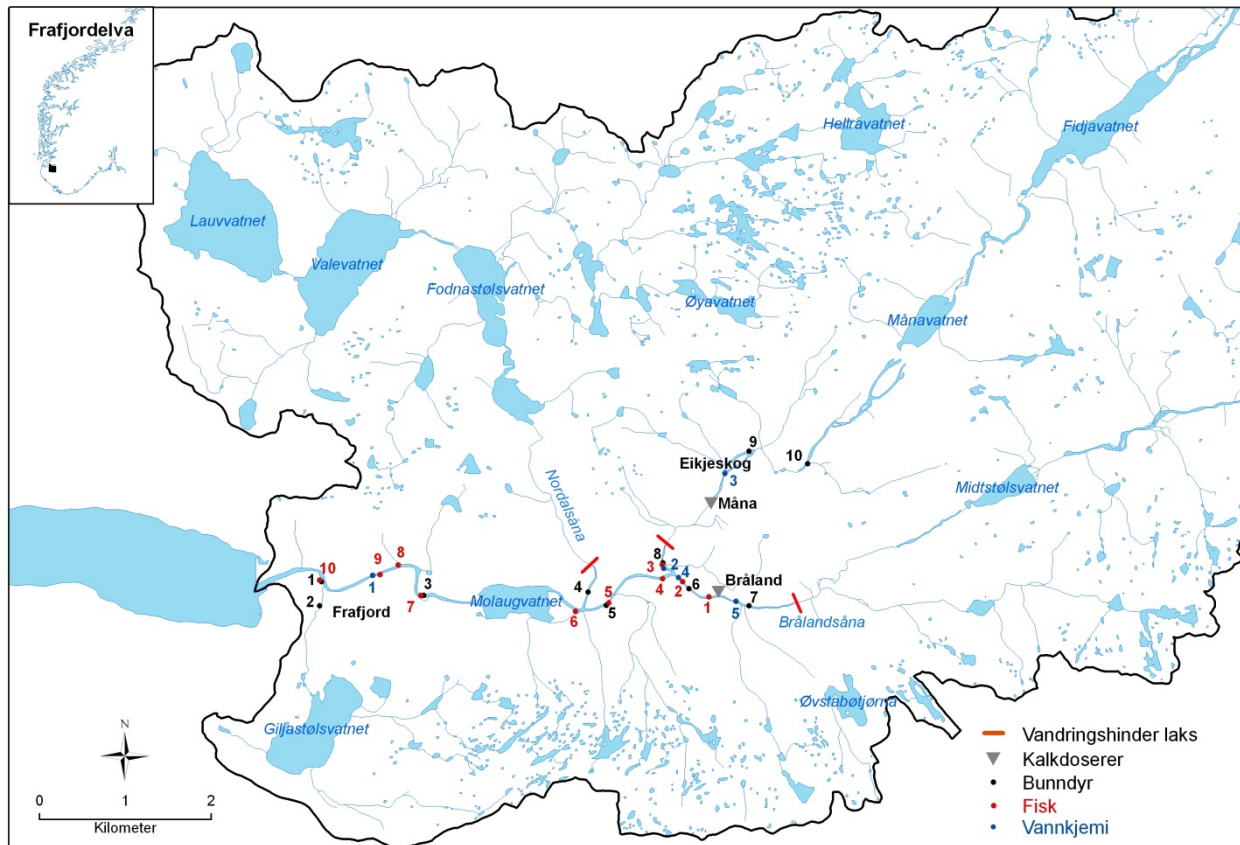 Frafjordelva
Hellravatnet
Fidjavatnet
Lauvvatnet
Valevatnet
Fodnastølsvatnet
Øyavatnet
Månavatnet
9
10
Eikjeskog
3
Nordalsåna
Måna
Midtstølsvatnet
8
9
10
1
1
2
Frafjord
7
3
Molaugvatnet
4
5
5
6
8
3
2
4
4
2
6
Bråland
1
5
7
Brålandsåna
Giljastølsvatnet
Øvstabøtjørna
N
0 1 2
Kilometer
Vandringshinder laks
Kalkdoserer
Bunndyr
Fisk
Vannkjemi